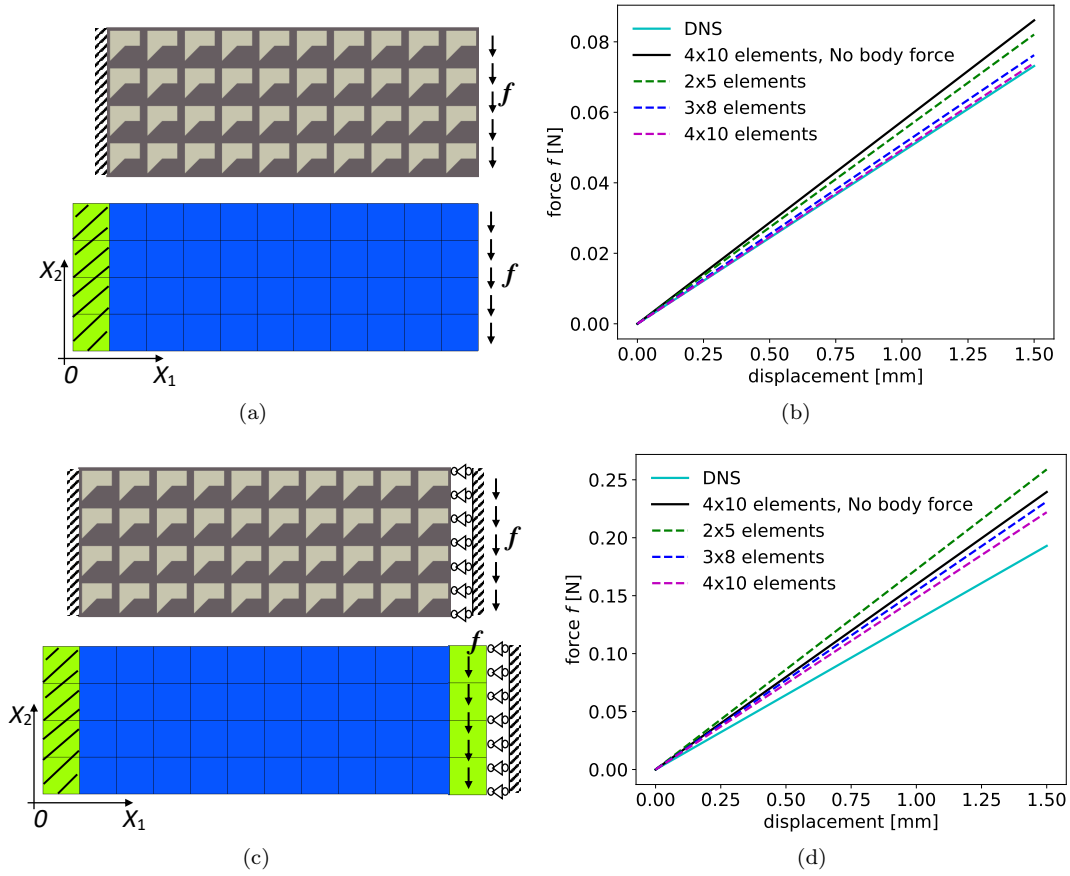 f
X2
f
0
X1
(a)
0.08
0.06
0.04
0.02
0.00
force f [N]
DNS
4x10 elements, No body force
2x5 elements
3x8 elements
4x10 elements
0.00 0.25 0.50 0.75 1.00 1.25 1.50
displacement [mm]
(b)
f
f
X2
0
X1
(c)
0.25
0.20
0.15
0.10
0.05
0.00
force f [N]
DNS
4x10 elements, No body force
2x5 elements
3x8 elements
4x10 elements
0.00 0.25 0.50 0.75 1.00 1.25 1.50
displacement [mm]
(d)